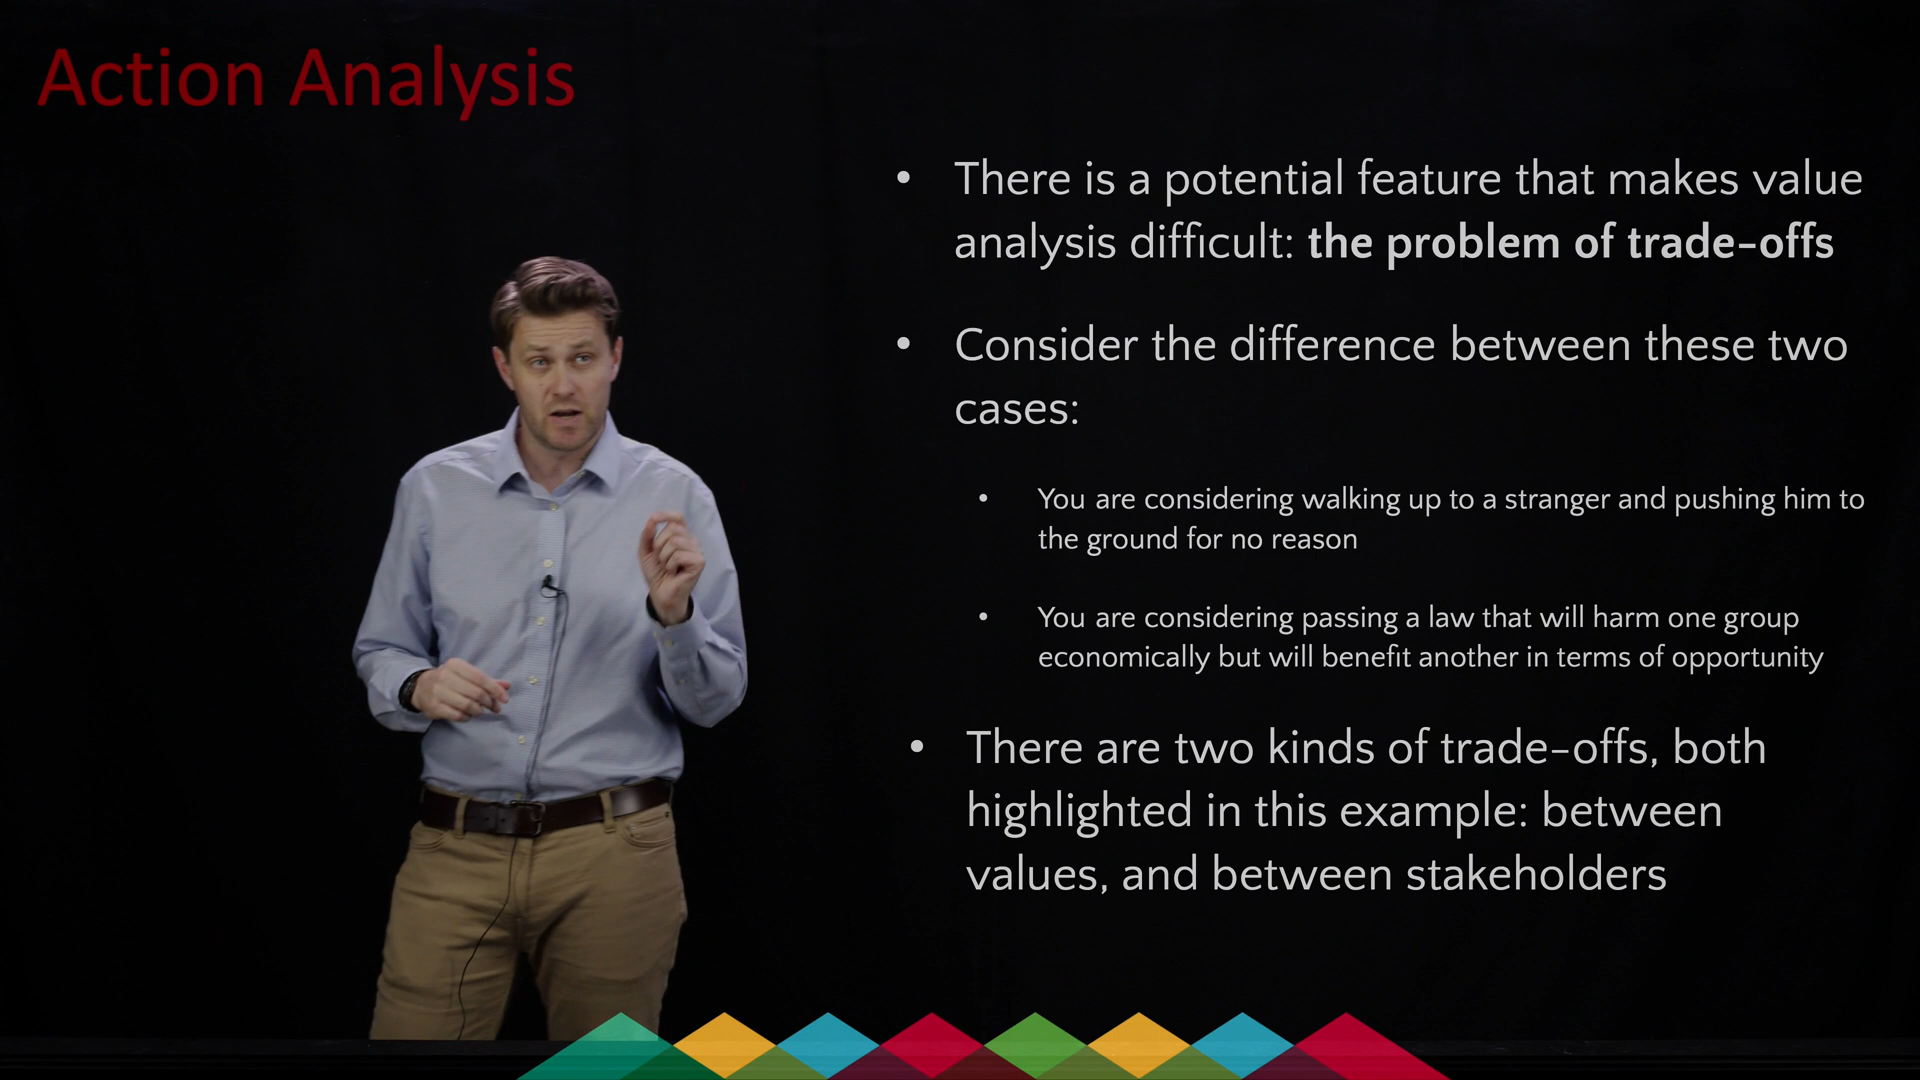 Action Analysis
• There is a potential feature that makes value
analysis difficult: the problem of trade-offs
• Consider the difference between these two
cases:
• You are considering walking up to a stranger and pushing him to
the ground for no reason
• You are considering passing a law that will harm one group
economically but will benefit another in terms of opportunity
• There are two kinds of trade-offs, both
highlighted in this example: between
values, and between stakeholders